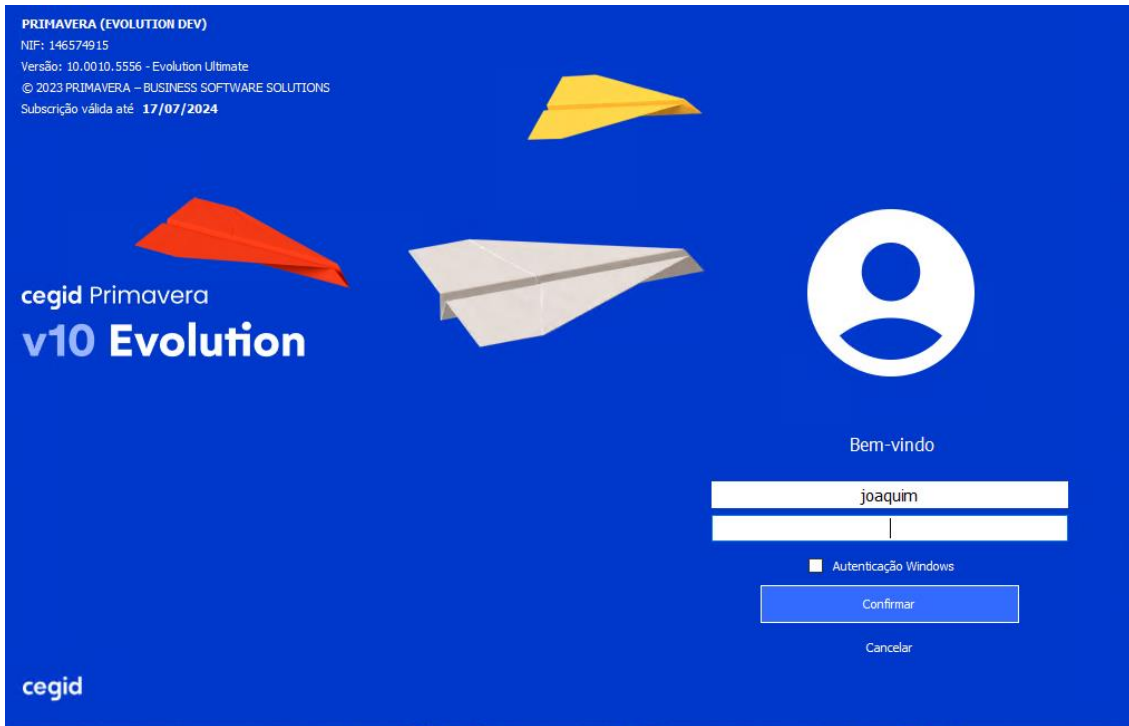 PRIMAVERA (EVOLUTION DEV)
NIF: 146574915
Versão: 10.0010.5556 - Evolution Ultimate
© 2023 PRIMAVERA – BUSINESS SOFTWARE SOLUTIONS
Subscrição válida até 17/07/2024
cegid Primavera
v10 Evolution
Bem-vindo
joaquim
Autenticação Windows
Confirmar
Cancelar
cegid